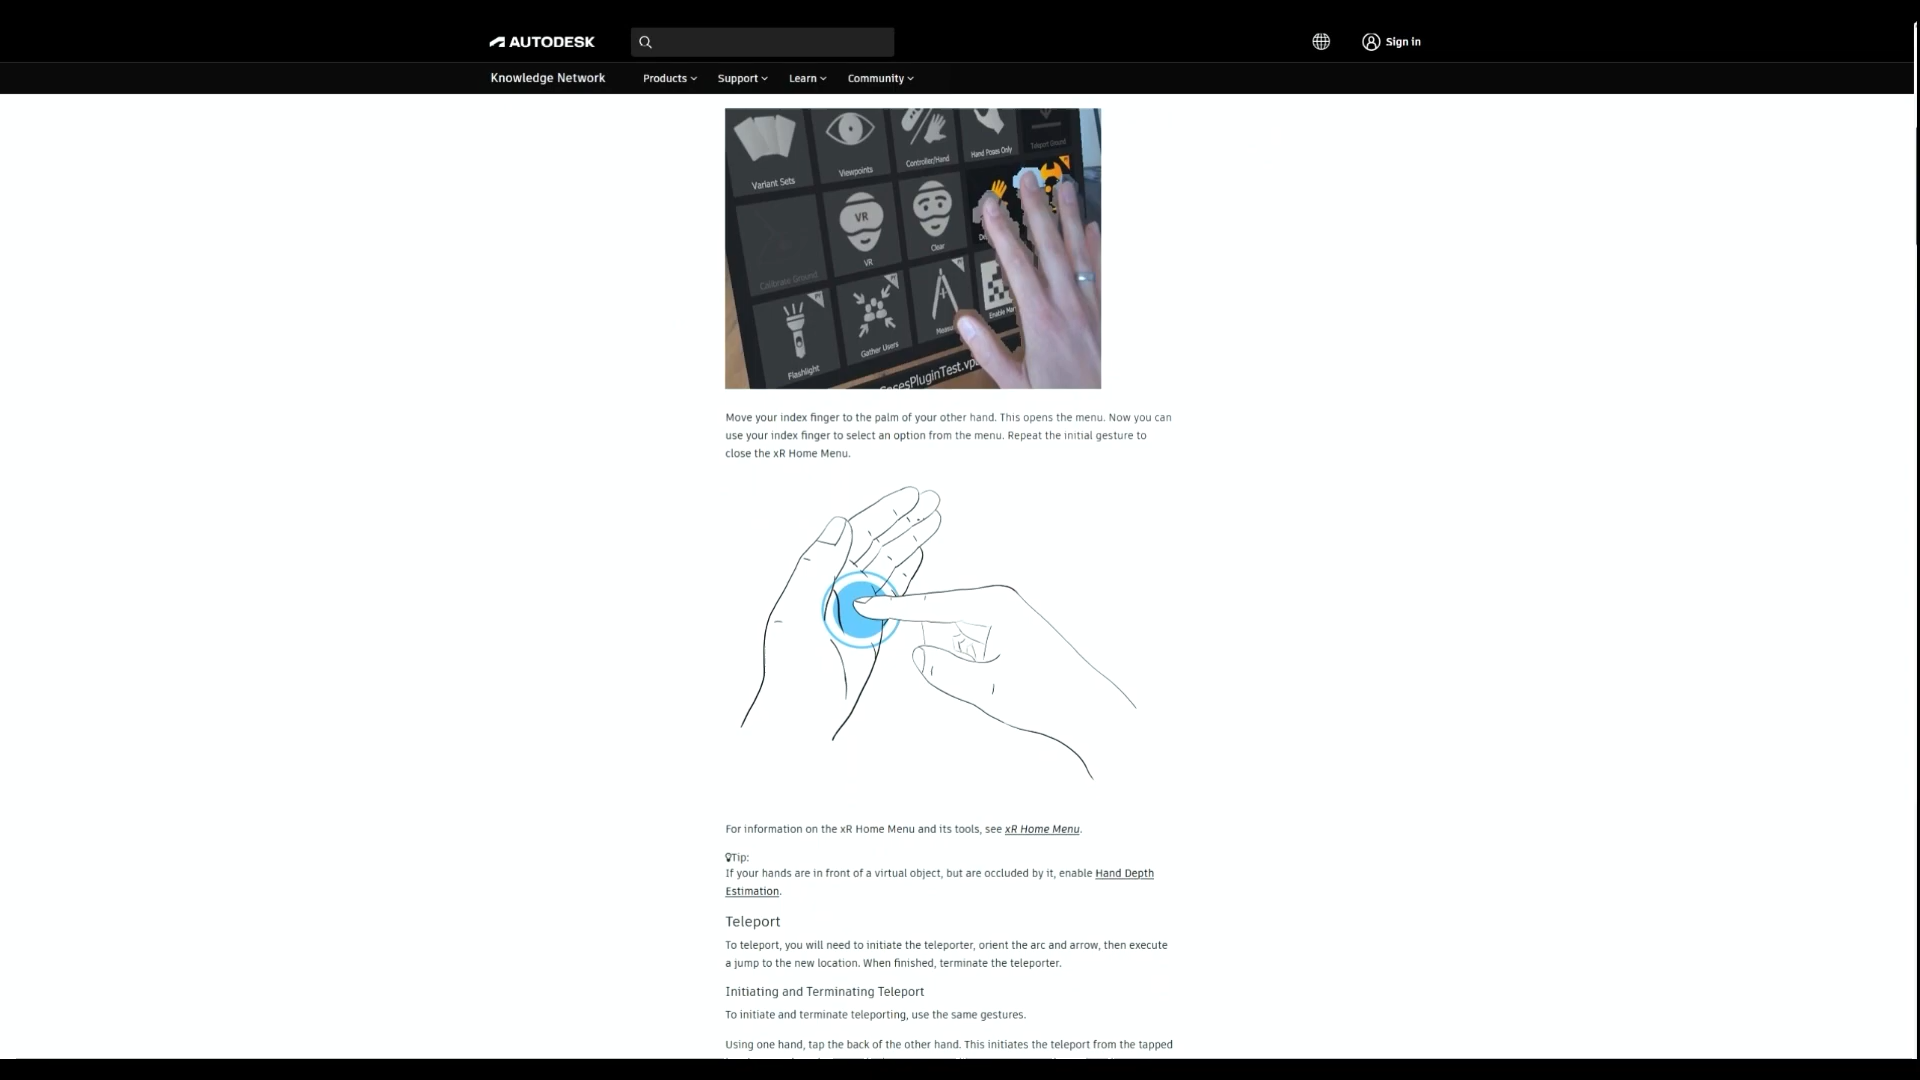 AUTODESK
Sign in
Knowledge Network
Products
Support
Learn
Community
Variant Sets
Viewpoints
Controller/Hand
Hand Poses Only
Teleport Ground
Calibrate Ground
VR
VR
Clear
Flashlight
Gather Users
Enable
Move your index finger to the palm of your other hand. This opens the menu. Now you can
use your index finger to select an option from the menu. Repeat the initial gesture to
close the xR Home Menu.
For information on the xR Home Menu and its tools, see xR Home Menu.
Tip:
If your hands are in front of a virtual object, but are occluded by it, enable Hand Depth
Estimation.
Teleport
To teleport, you will need to initiate the teleporter, orient the arc and arrow, then execute
a jump to the new location. When finished, terminate the teleporter.
Initiating and Terminating Teleport
To initiate and terminate teleporting, use the same gestures.
Using one hand, tap the back of the other hand. This initiates the teleport from the tapped